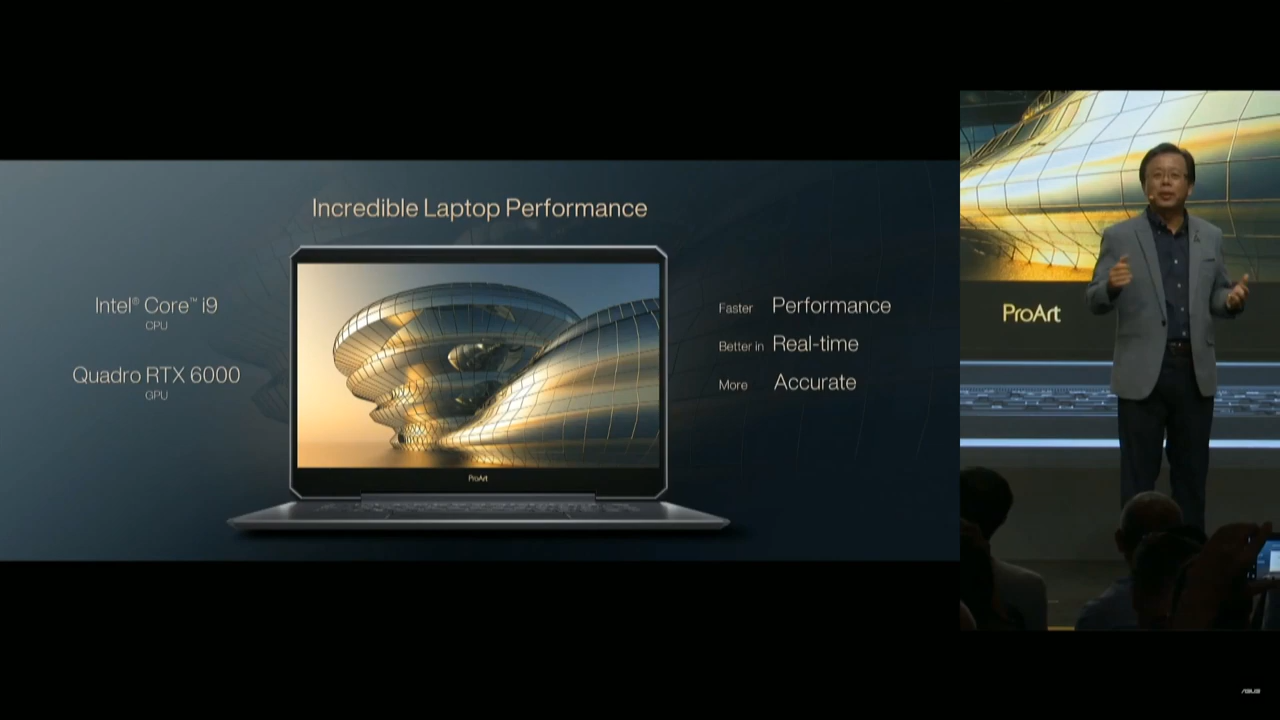 Incredible Laptop Performance
Intel® Core™ i9
CPU
Quadro RTX 6000
GPU
Faster Performance
Better in Real-time
More Accurate
ProArt
ProArt
ASUS